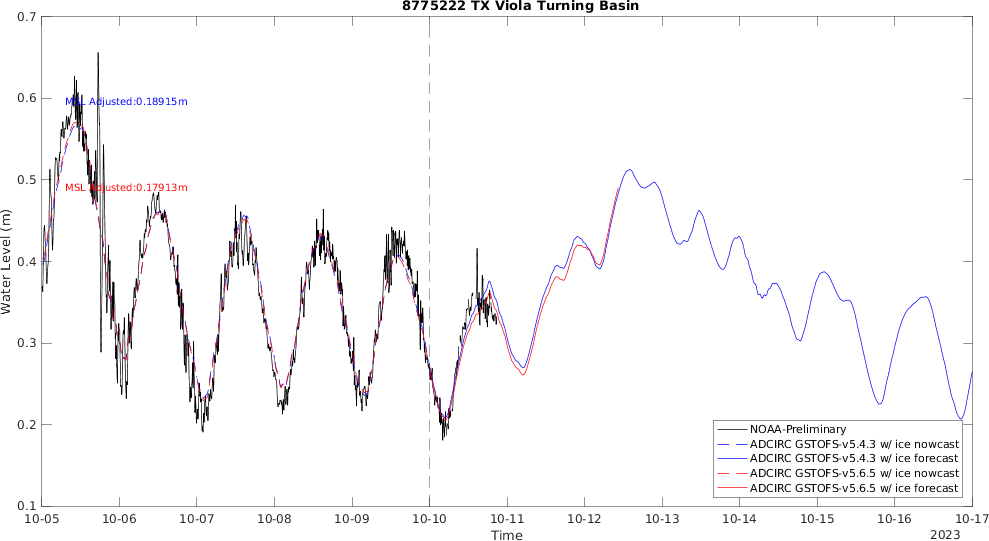 8775222 TX Viola Turning Basin
0.7
0.6
0.5
0.4
0.3
0.2
0.1
Water Level (m)
MSL Adjusted:0.18915m
MSL Adjusted:0.17913m
NOAA-Preliminary
ADCIRC GSTOFS-v5.4.3 w/ ice nowcast
ADCIRC GSTOFS-v5.4.3 w/ ice forecast
ADCIRC GSTOFS-v5.6.5 w/ ice nowcast
ADCIRC GSTOFS-v5.6.5 w/ ice forecast
10-05 10-06 10-07 10-08 10-09 10-10 10-11 10-12 10-13 10-14 10-15 10-16 10-17
Time
2023